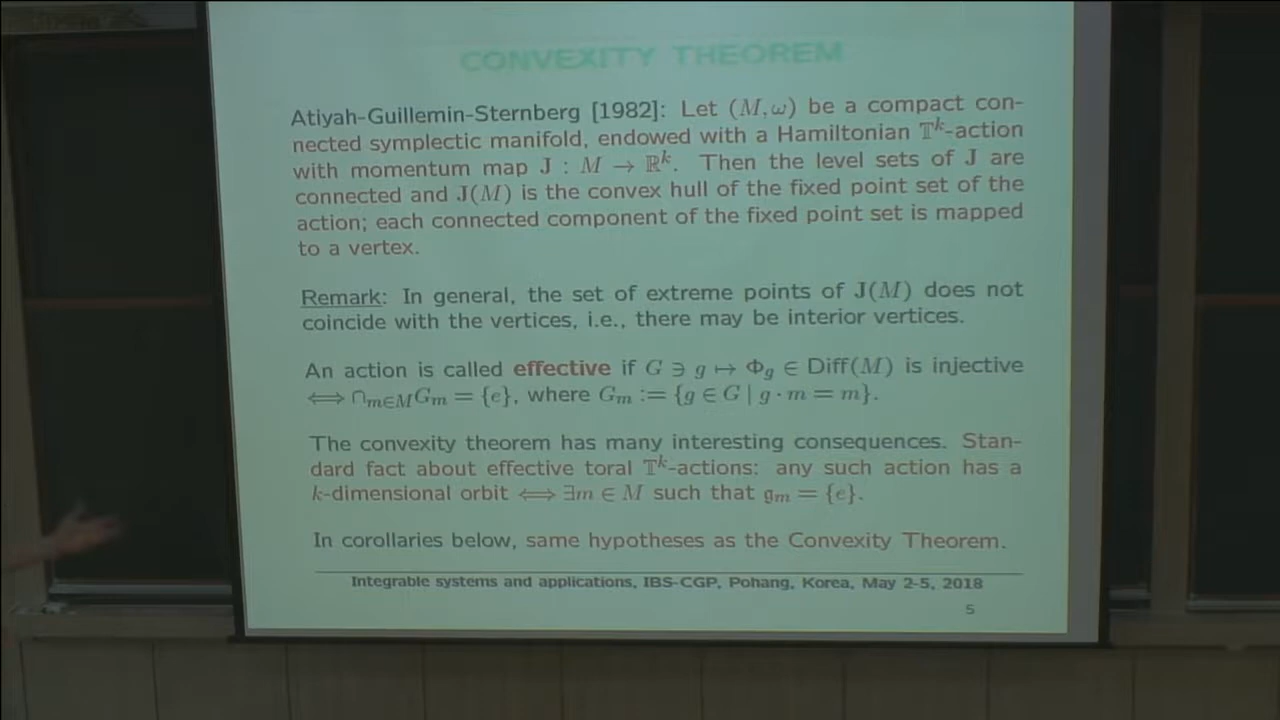 CONVEXITY THEOREM
Atiyah-Guillemin-Sternberg [1982]: Let (M, ω) be a compact con-
nected symplectic manifold, endowed with a Hamiltonian 𝕋ᵏ-action
with momentum map J : M → ℝᵏ. Then the level sets of J are
connected and J(M) is the convex hull of the fixed point set of the
action; each connected component of the fixed point set is mapped
to a vertex.
Remark: In general, the set of extreme points of J(M) does not
coincide with the vertices, i.e., there may be interior vertices.
An action is called effective if G ∋ g ↦ Φ_g ∈ Diff(M) is injective
⟺ ∩_{m∈M} G_m = {e}, where G_m := {g ∈ G | g · m = m}.
The convexity theorem has many interesting consequences. Stan-
dard fact about effective toral 𝕋ᵏ-actions: any such action has a
k-dimensional orbit ⟺ ∃m ∈ M such that 𝔤_m = {e}.
In corollaries below, same hypotheses as the Convexity Theorem.
Integrable systems and applications, IBS-CGP, Pohang, Korea, May 2-5, 2018
5